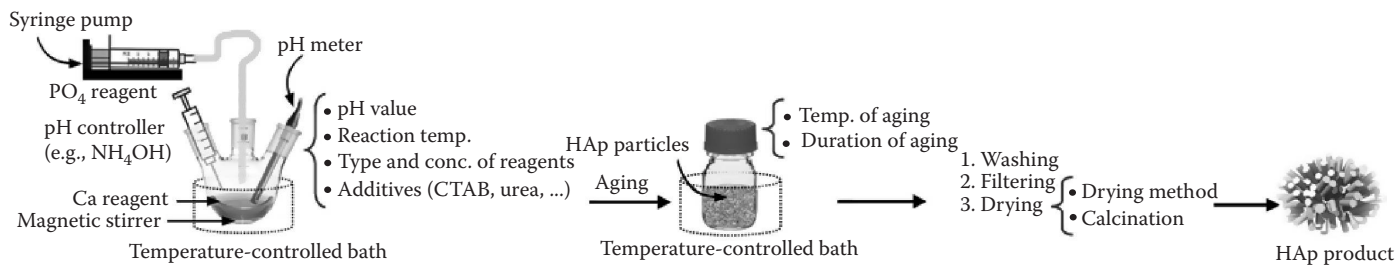 Syringe pump
PO4 reagent
pH controller
(e.g., NH4OH)
pH meter
Ca reagent
Magnetic stirrer
Temperature-controlled bath
• pH value
• Reaction temp.
• Type and conc. of reagents
• Additives (CTAB, urea, ...)
Aging
HAp particles
• Temp. of aging
• Duration of aging
Temperature-controlled bath
1. Washing
2. Filtering
3. Drying
• Drying method
• Calcination
HAp product